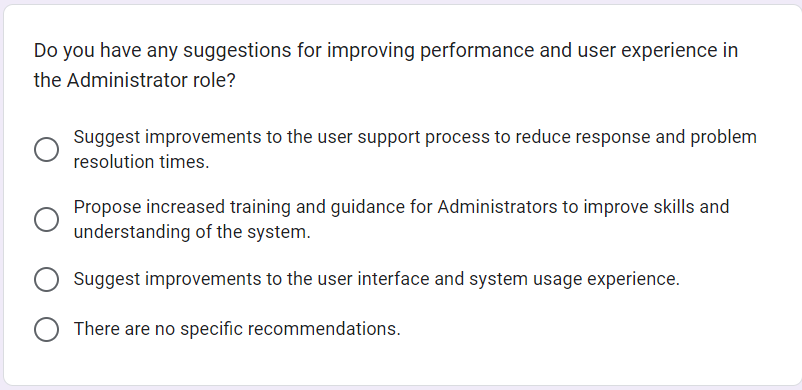 Do you have any suggestions for improving performance and user experience in
the Administrator role?
Suggest improvements to the user support process to reduce response and problem
resolution times.
Propose increased training and guidance for Administrators to improve skills and
understanding of the system.
Suggest improvements to the user interface and system usage experience.
There are no specific recommendations.